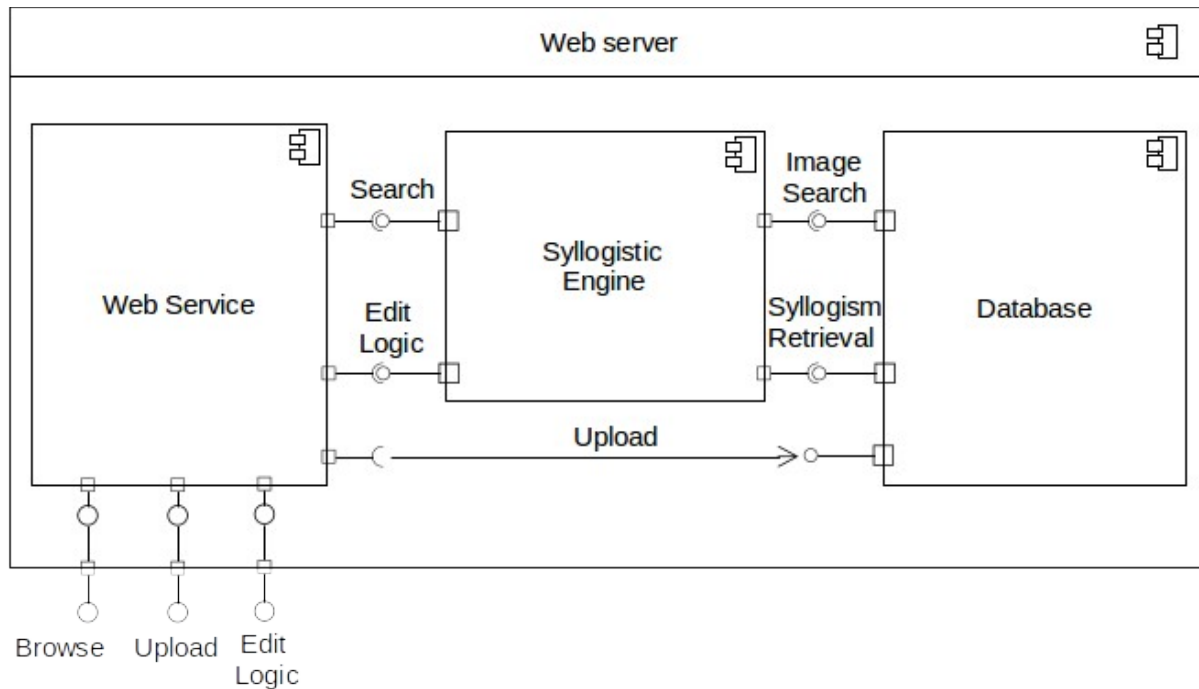 Web server
Web Service
Search
Edit
Logic
Syllogistic
Engine
Image
Search
Syllogism
Retrieval
Database
Upload
Browse
Upload
Edit
Logic